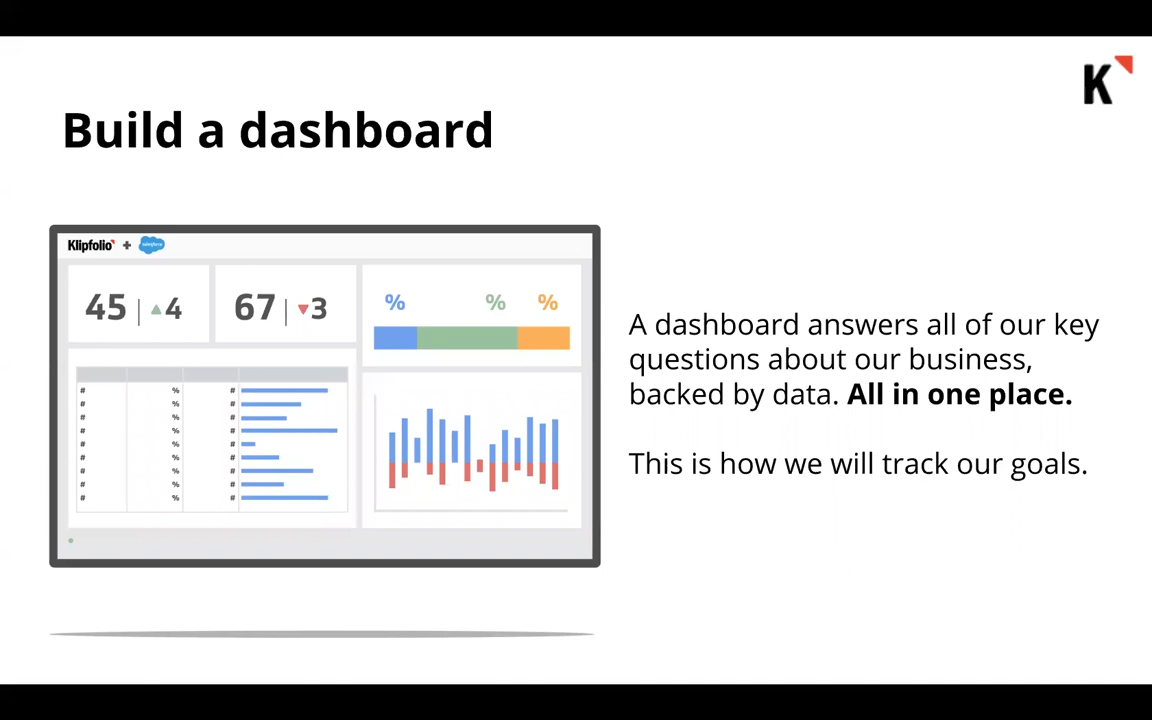 K
Build a dashboard
Klipfolio + salesforce
45 | ▲4
67 | ▼3
% % %
# % #
# % #
# % #
# % #
# % #
# % #
# % #
# % #
# % #
A dashboard answers all of our key
questions about our business,
backed by data. All in one place.
This is how we will track our goals.